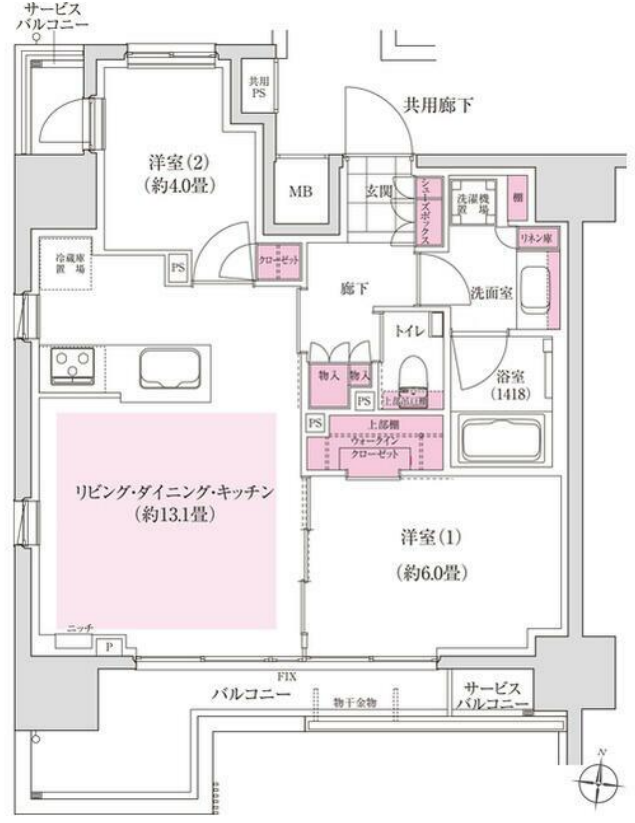 サービス
バルコニー
共用
PS
共用廊下
洋室(2)
(約4.0畳)
MB
玄関
シューズボックス
洗濯機
置場
棚
リネン庫
冷蔵庫
置場
PS
クローゼット
廊下
洗面室
トイレ
物入
物入
PS
上部吊戸棚
浴室
(1418)
PS
上部棚
ウォークイン
クローゼット
リビング・ダイニング・キッチン
(約13.1畳)
洋室(1)
(約6.0畳)
ニッチ
P
FIX
バルコニー
物干金物
サービス
バルコニー
N